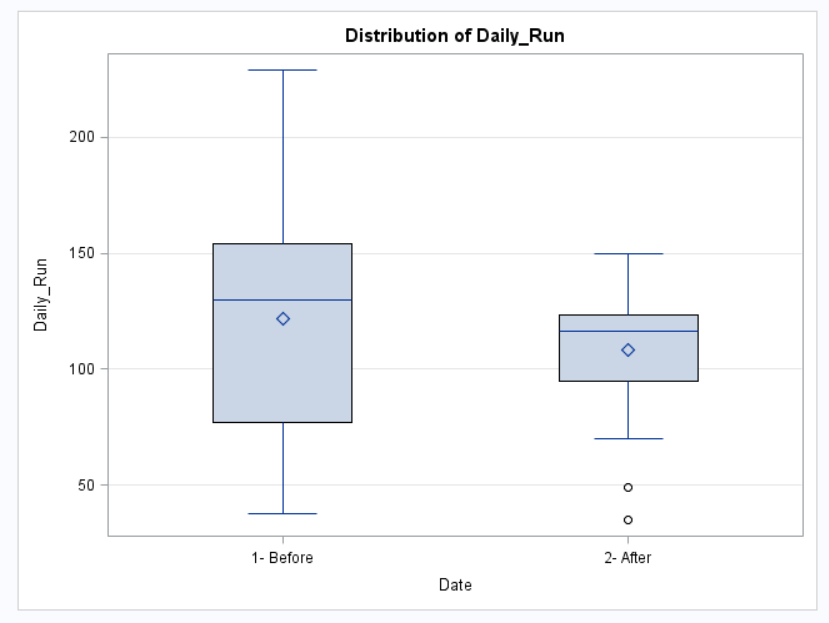 Distribution of Daily_Run
Daily_Run
200
150
100
50
1- Before
2- After
Date